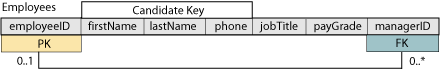 Employees
Candidate Key
employeeID firstName lastName phone jobTitle payGrade managerID
PK FK
0..1 0..*